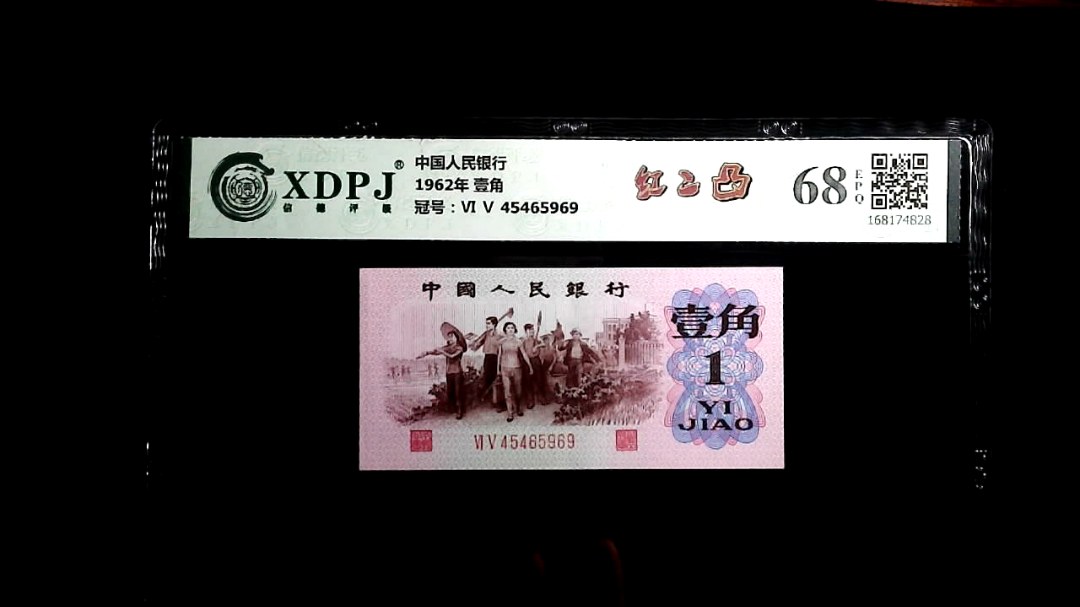 XDPJ®
信德评级
中国人民银行
1962年 壹角
冠号：Ⅵ Ⅴ 45465969
红二凸
68
EPQ
168174828
中國人民銀行
壹角
1
YI
JIAO
ⅥⅤ45465969